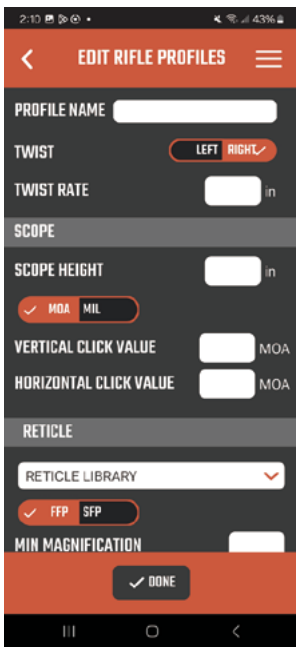 2:10
43%
EDIT RIFLE PROFILES
PROFILE NAME
TWIST LEFT RIGHT
TWIST RATE in
SCOPE
SCOPE HEIGHT in
MOA MIL
VERTICAL CLICK VALUE MOA
HORIZONTAL CLICK VALUE MOA
RETICLE
RETICLE LIBRARY
FFP SFP
MIN MAGNIFICATION
DONE